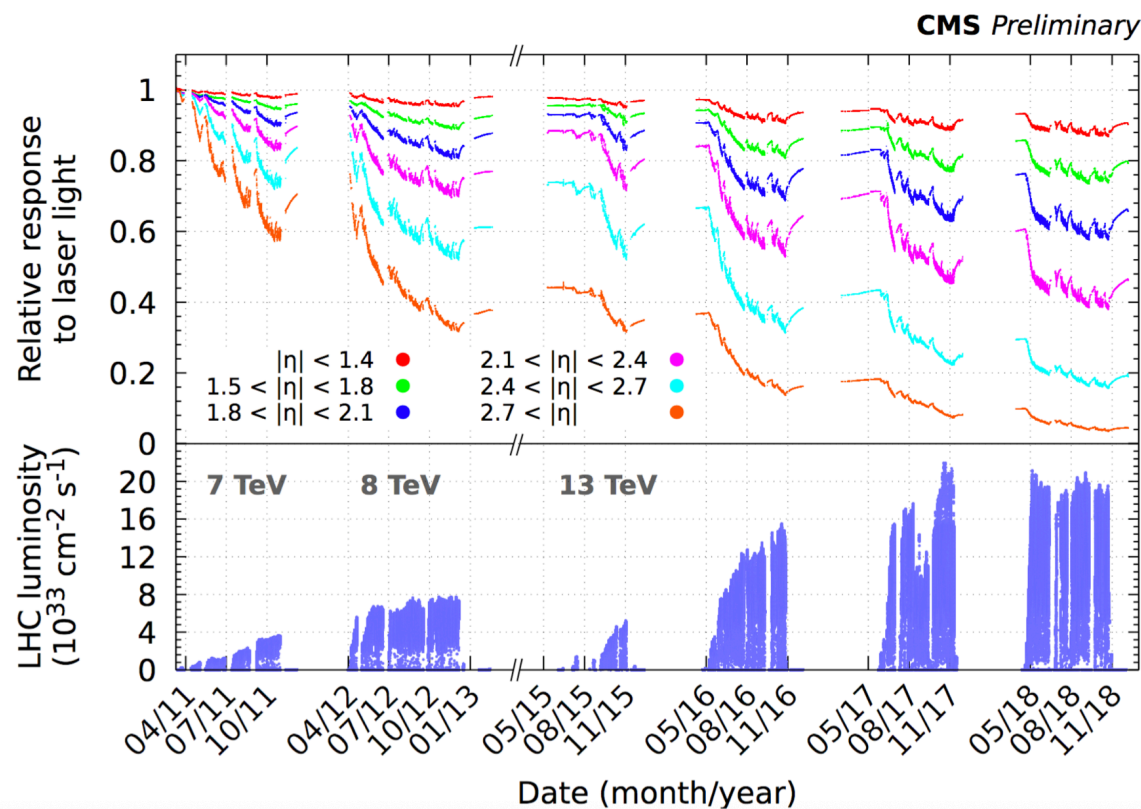 CMS Preliminary
Relative response
to laser light
1
0.8
0.6
0.4
0.2
0
|η| < 1.4
1.5 < |η| < 1.8
1.8 < |η| < 2.1
2.1 < |η| < 2.4
2.4 < |η| < 2.7
2.7 < |η|
LHC luminosity
(10³³ cm⁻² s⁻¹)
20
16
12
8
4
0
7 TeV
8 TeV
13 TeV
04/11
07/11
10/11
04/12
07/12
10/12
01/13
05/15
08/15
11/15
05/16
08/16
11/16
05/17
08/17
11/17
05/18
08/18
11/18
Date (month/year)